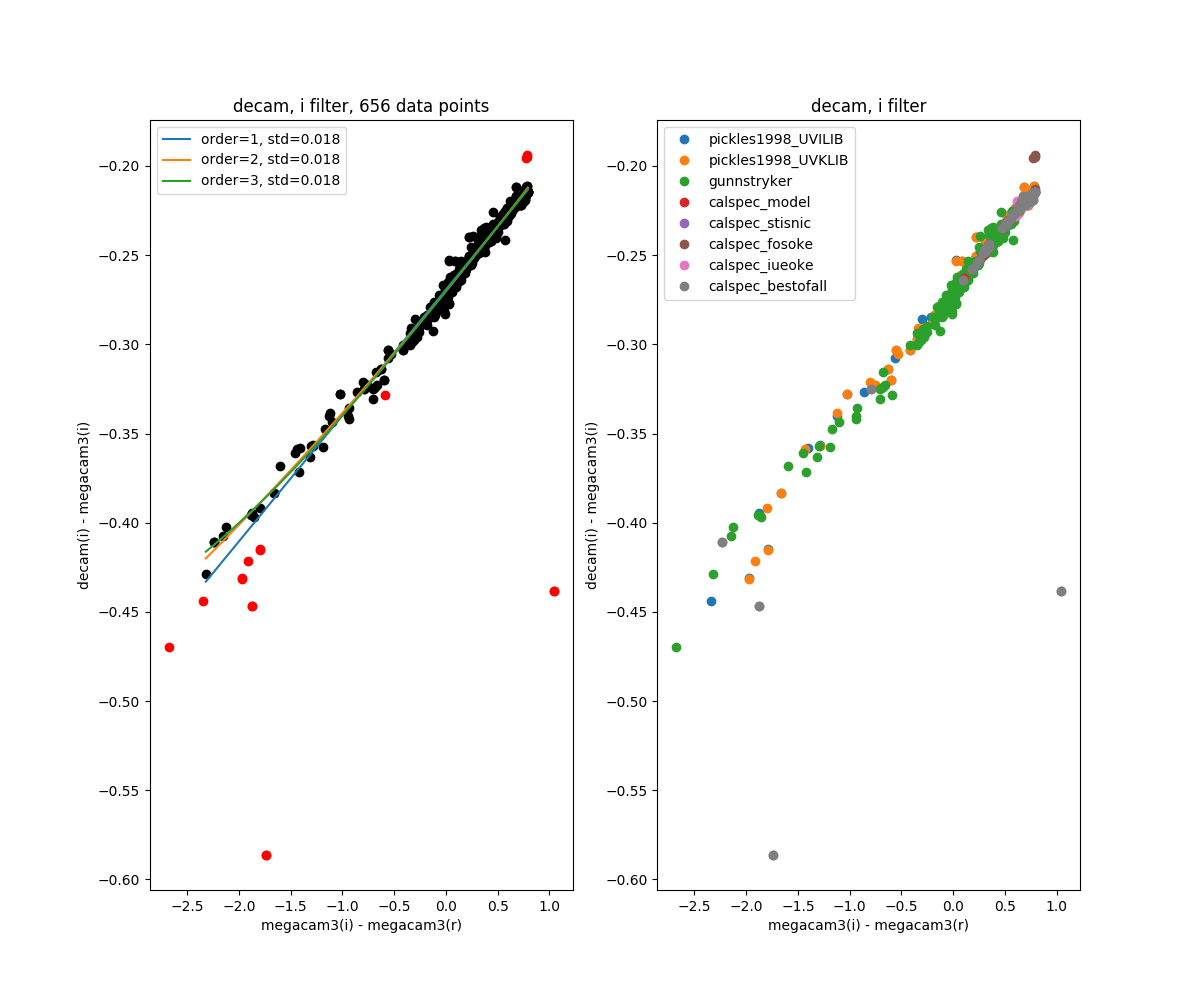 decam, i filter, 656 data points
order=1, std=0.018
order=2, std=0.018
order=3, std=0.018
−0.20
−0.25
−0.30
−0.35
−0.40
−0.45
−0.50
−0.55
−0.60
decam(i) - megacam3(i)
−2.5 −2.0 −1.5 −1.0 −0.5 0.0 0.5 1.0
megacam3(i) - megacam3(r)
decam, i filter
pickles1998_UVILIB
pickles1998_UVKLIB
gunnstryker
calspec_model
calspec_stisnic
calspec_fosoke
calspec_iueoke
calspec_bestofall
−0.20
−0.25
−0.30
−0.35
−0.40
−0.45
−0.50
−0.55
−0.60
decam(i) - megacam3(i)
−2.5 −2.0 −1.5 −1.0 −0.5 0.0 0.5 1.0
megacam3(i) - megacam3(r)